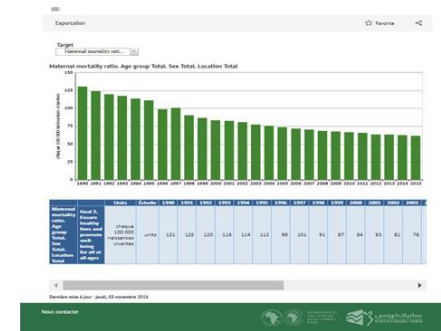 Exportation
Favorite
Target
Maternal mortality rati...
Maternal mortality ratio. Age group Total. Sex Total. Location Total
150
125
100
75
50
25
0
chaque 100 000 naissances vivantes
1990 1991 1992 1993 1994 1995 1996 1997 1998 1999 2000 2001 2002 2003 2004 2005 2006 2007 2008 2009 2010 2011 2012 2013 2014 2015
Units Échelle 1990 1991 1992 1993 1994 1995 1996 1997 1998 1999 2000 2001 2002 2003
Maternal mortality ratio. Age group Total. Sex Total. Location Total
Goal 3. Ensure healthy lives and promote well-being for all at all ages
chaque 100 000 naissances vivantes
units 131 125 120 118 114 112 99 101 91 87 84 83 81 78
Dernière mise à jour : jeudi, 03 novembre 2016
Nous contacter